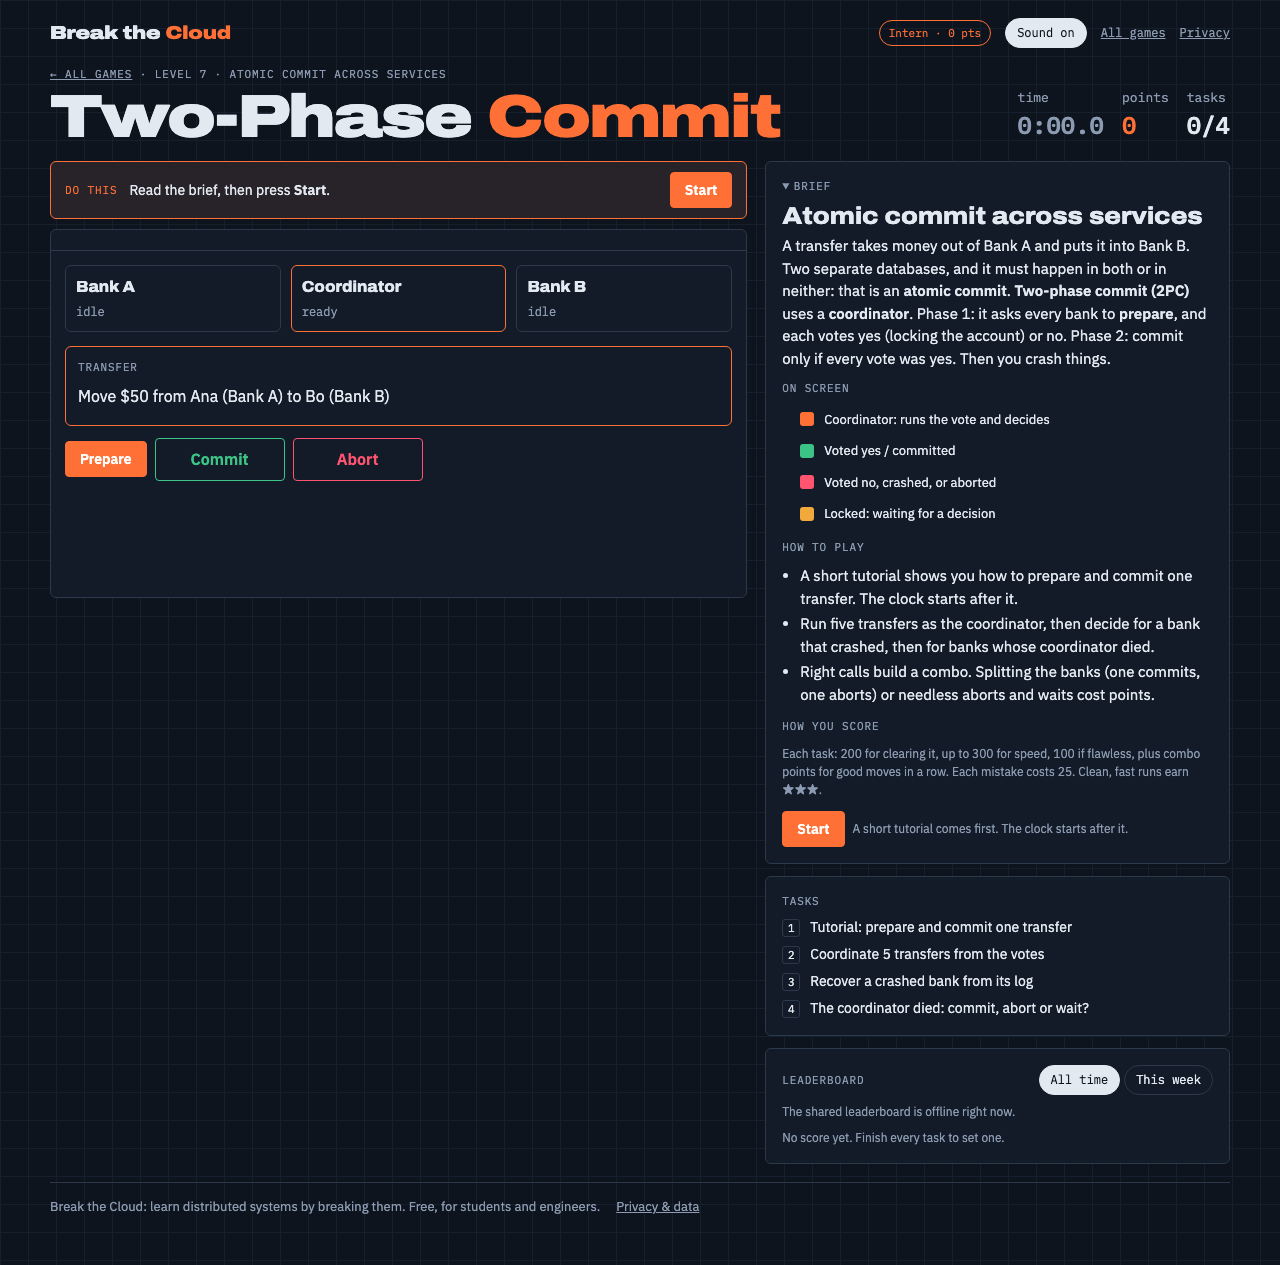 Break the Cloud
Intern · 0 pts
Sound on
All games
Privacy
← ALL GAMES · LEVEL 7 · ATOMIC COMMIT ACROSS SERVICES
Two-Phase Commit
time
0:00.0
points
0
tasks
0/4
DO THIS
Read the brief, then press Start.
Start
Bank A
idle
Coordinator
ready
Bank B
idle
TRANSFER
Move $50 from Ana (Bank A) to Bo (Bank B)
Prepare
Commit
Abort
▼ BRIEF
Atomic commit across services
A transfer takes money out of Bank A and puts it into Bank B.
Two separate databases, and it must happen in both or in
neither: that is an atomic commit. Two-phase commit (2PC)
uses a coordinator. Phase 1: it asks every bank to prepare, and
each votes yes (locking the account) or no. Phase 2: commit
only if every vote was yes. Then you crash things.
ON SCREEN
Coordinator: runs the vote and decides
Voted yes / committed
Voted no, crashed, or aborted
Locked: waiting for a decision
HOW TO PLAY
• A short tutorial shows you how to prepare and commit one
transfer. The clock starts after it.
• Run five transfers as the coordinator, then decide for a bank
that crashed, then for banks whose coordinator died.
• Right calls build a combo. Splitting the banks (one commits,
one aborts) or needless aborts and waits cost points.
HOW YOU SCORE
Each task: 200 for clearing it, up to 300 for speed, 100 if flawless, plus combo
points for good moves in a row. Each mistake costs 25. Clean, fast runs earn
★★★.
Start
A short tutorial comes first. The clock starts after it.
TASKS
1 Tutorial: prepare and commit one transfer
2 Coordinate 5 transfers from the votes
3 Recover a crashed bank from its log
4 The coordinator died: commit, abort or wait?
LEADERBOARD
All time
This week
The shared leaderboard is offline right now.
No score yet. Finish every task to set one.
Break the Cloud: learn distributed systems by breaking them. Free, for students and engineers.
Privacy & data